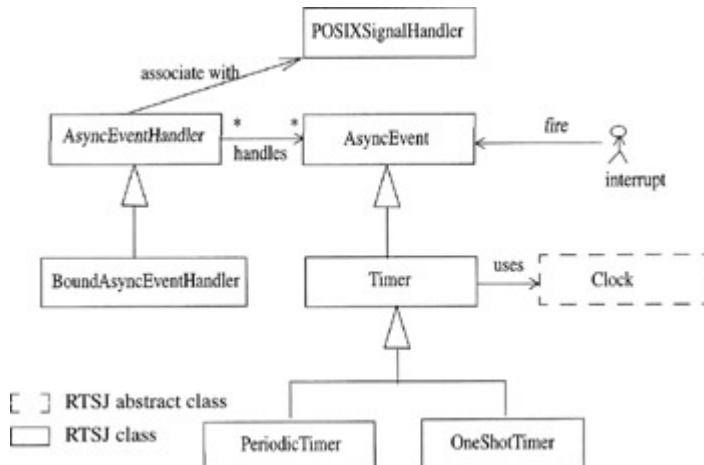 POSIXSignalHandler
associate with
AsyncEventHandler
*
*
handles
AsyncEvent
fire
interrupt
BoundAsyncEventHandler
Timer
uses
Clock
RTSJ abstract class
RTSJ class
PeriodicTimer
OneShotTimer